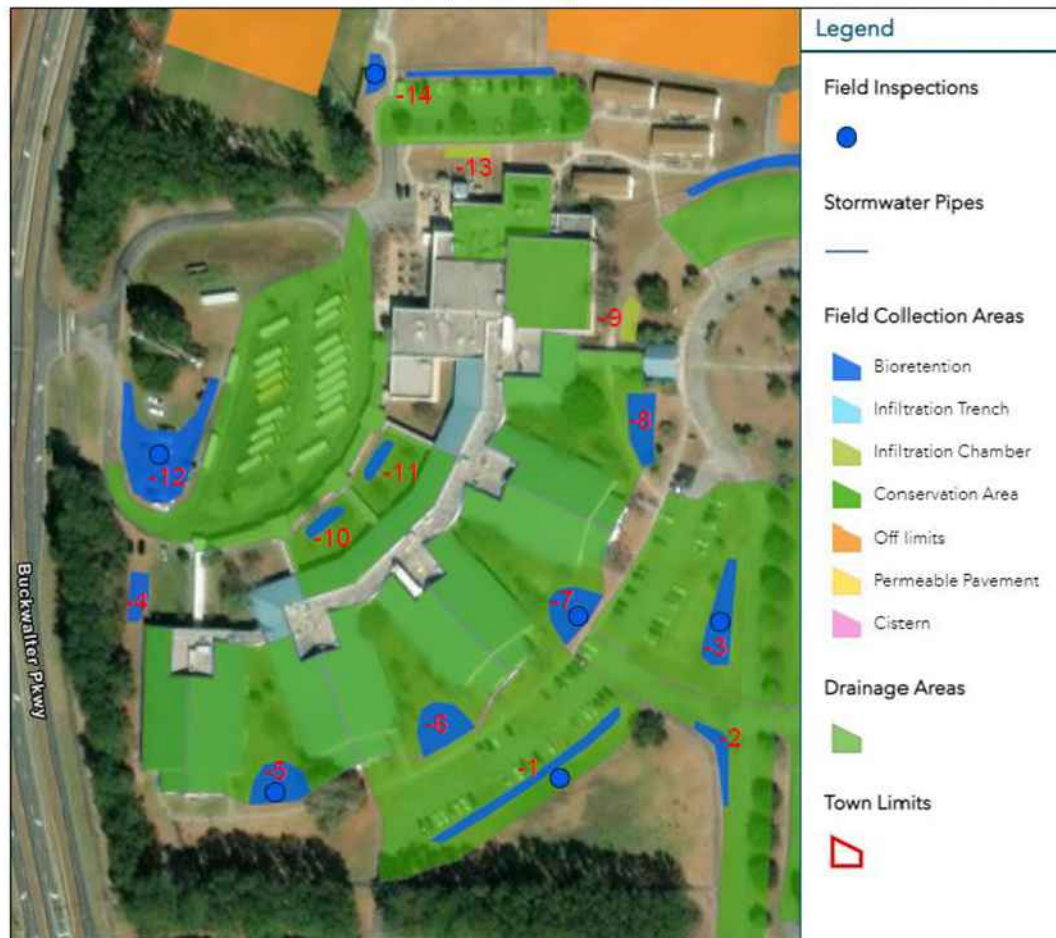 Legend
Field Inspections
Stormwater Pipes
Field Collection Areas
Bioretention
Infiltration Trench
Infiltration Chamber
Conservation Area
Off limits
Permeable Pavement
Cistern
Drainage Areas
Town Limits
-14
-13
-9
-8
-12
-11
-10
-4
-7
-3
-6
-2
-5
-1
Buckwalter Pkwy